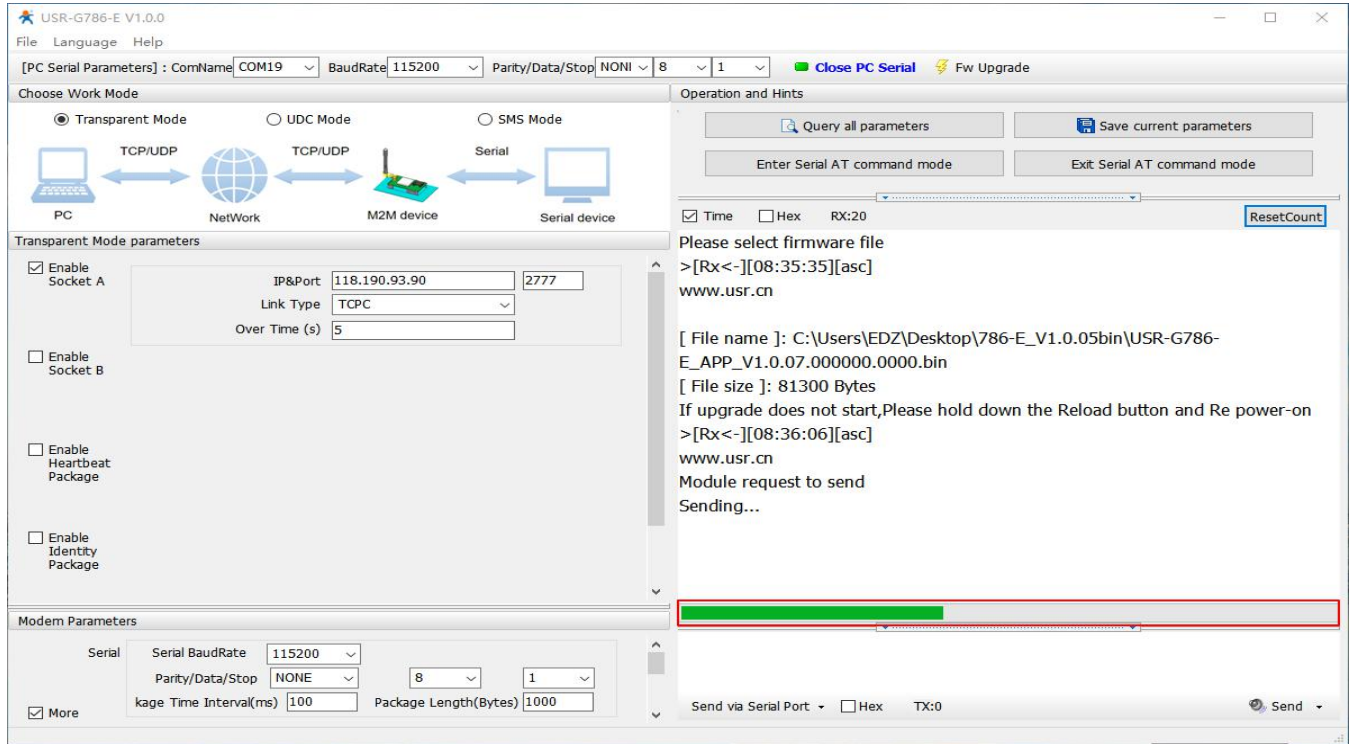 USR-G786-E V1.0.0
File Language Help
[PC Serial Parameters] : ComName COM19 BaudRate 115200 Parity/Data/Stop NONI 8 1 Close PC Serial Fw Upgrade
Choose Work Mode
Transparent Mode UDC Mode SMS Mode
TCP/UDP TCP/UDP Serial
PC NetWork M2M device Serial device
Transparent Mode parameters
Enable
Socket A
IP&Port 118.190.93.90 2777
Link Type TCPC
Over Time (s) 5
Enable
Socket B
Enable
Heartbeat
Package
Enable
Identity
Package
Modem Parameters
Serial Serial BaudRate 115200
Parity/Data/Stop NONE 8 1
kage Time Interval(ms) 100 Package Length(Bytes) 1000
More
Operation and Hints
Query all parameters Save current parameters
Enter Serial AT command mode Exit Serial AT command mode
Time Hex RX:20 ResetCount
Please select firmware file
>[Rx<-][08:35:35][asc]
www.usr.cn
[ File name ]: C:\Users\EDZ\Desktop\786-E_V1.0.05bin\USR-G786-
E_APP_V1.0.07.000000.0000.bin
[ File size ]: 81300 Bytes
If upgrade does not start,Please hold down the Reload button and Re power-on
>[Rx<-][08:36:06][asc]
www.usr.cn
Module request to send
Sending...
Send via Serial Port Hex TX:0 Send